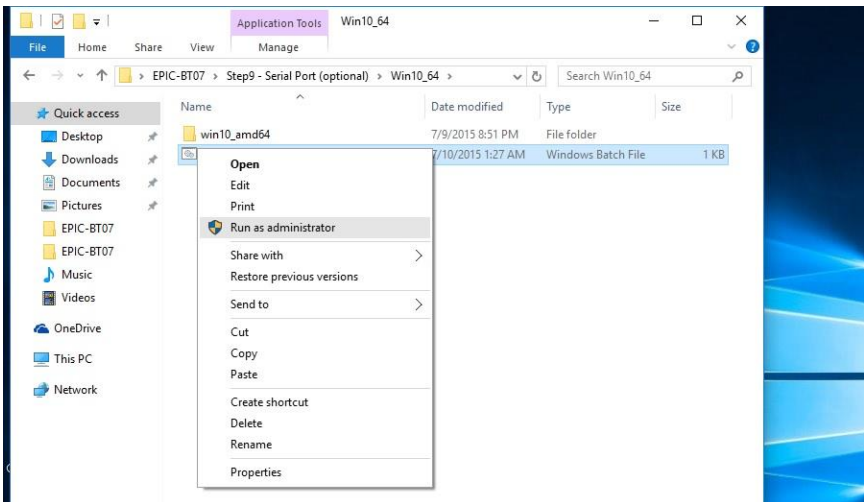 Application Tools Win10_64
File Home Share View Manage
EPIC-BT07 > Step9 - Serial Port (optional) > Win10_64 > Search Win10_64
Name Date modified Type Size
Quick access
Desktop
Downloads
Documents
Pictures
EPIC-BT07
EPIC-BT07
Music
Videos
OneDrive
This PC
Network
win10_amd64 7/9/2015 8:51 PM File folder
7/10/2015 1:27 AM Windows Batch File 1 KB
Open
Edit
Print
Run as administrator
Share with
Restore previous versions
Send to
Cut
Copy
Paste
Create shortcut
Delete
Rename
Properties